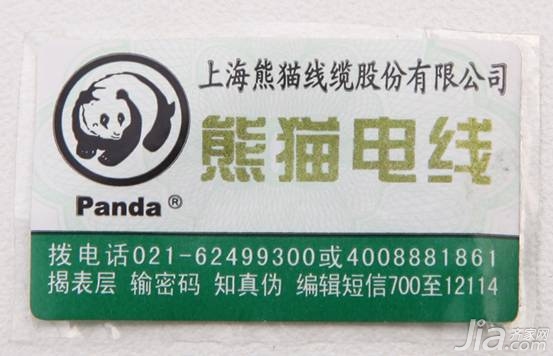 上海熊猫线缆股份有限公司
熊猫电线
Panda ®
拨电话021-62499300或4008881861
揭表层 输密码 知真伪 编辑短信700至12114
Jia.com
齐家网